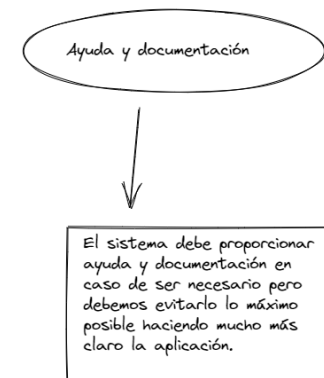 Ayuda y documentación
El sistema debe proporcionar
ayuda y documentación en
caso de ser necesario pero
debemos evitarlo lo máximo
posible haciendo mucho más
claro la aplicación.